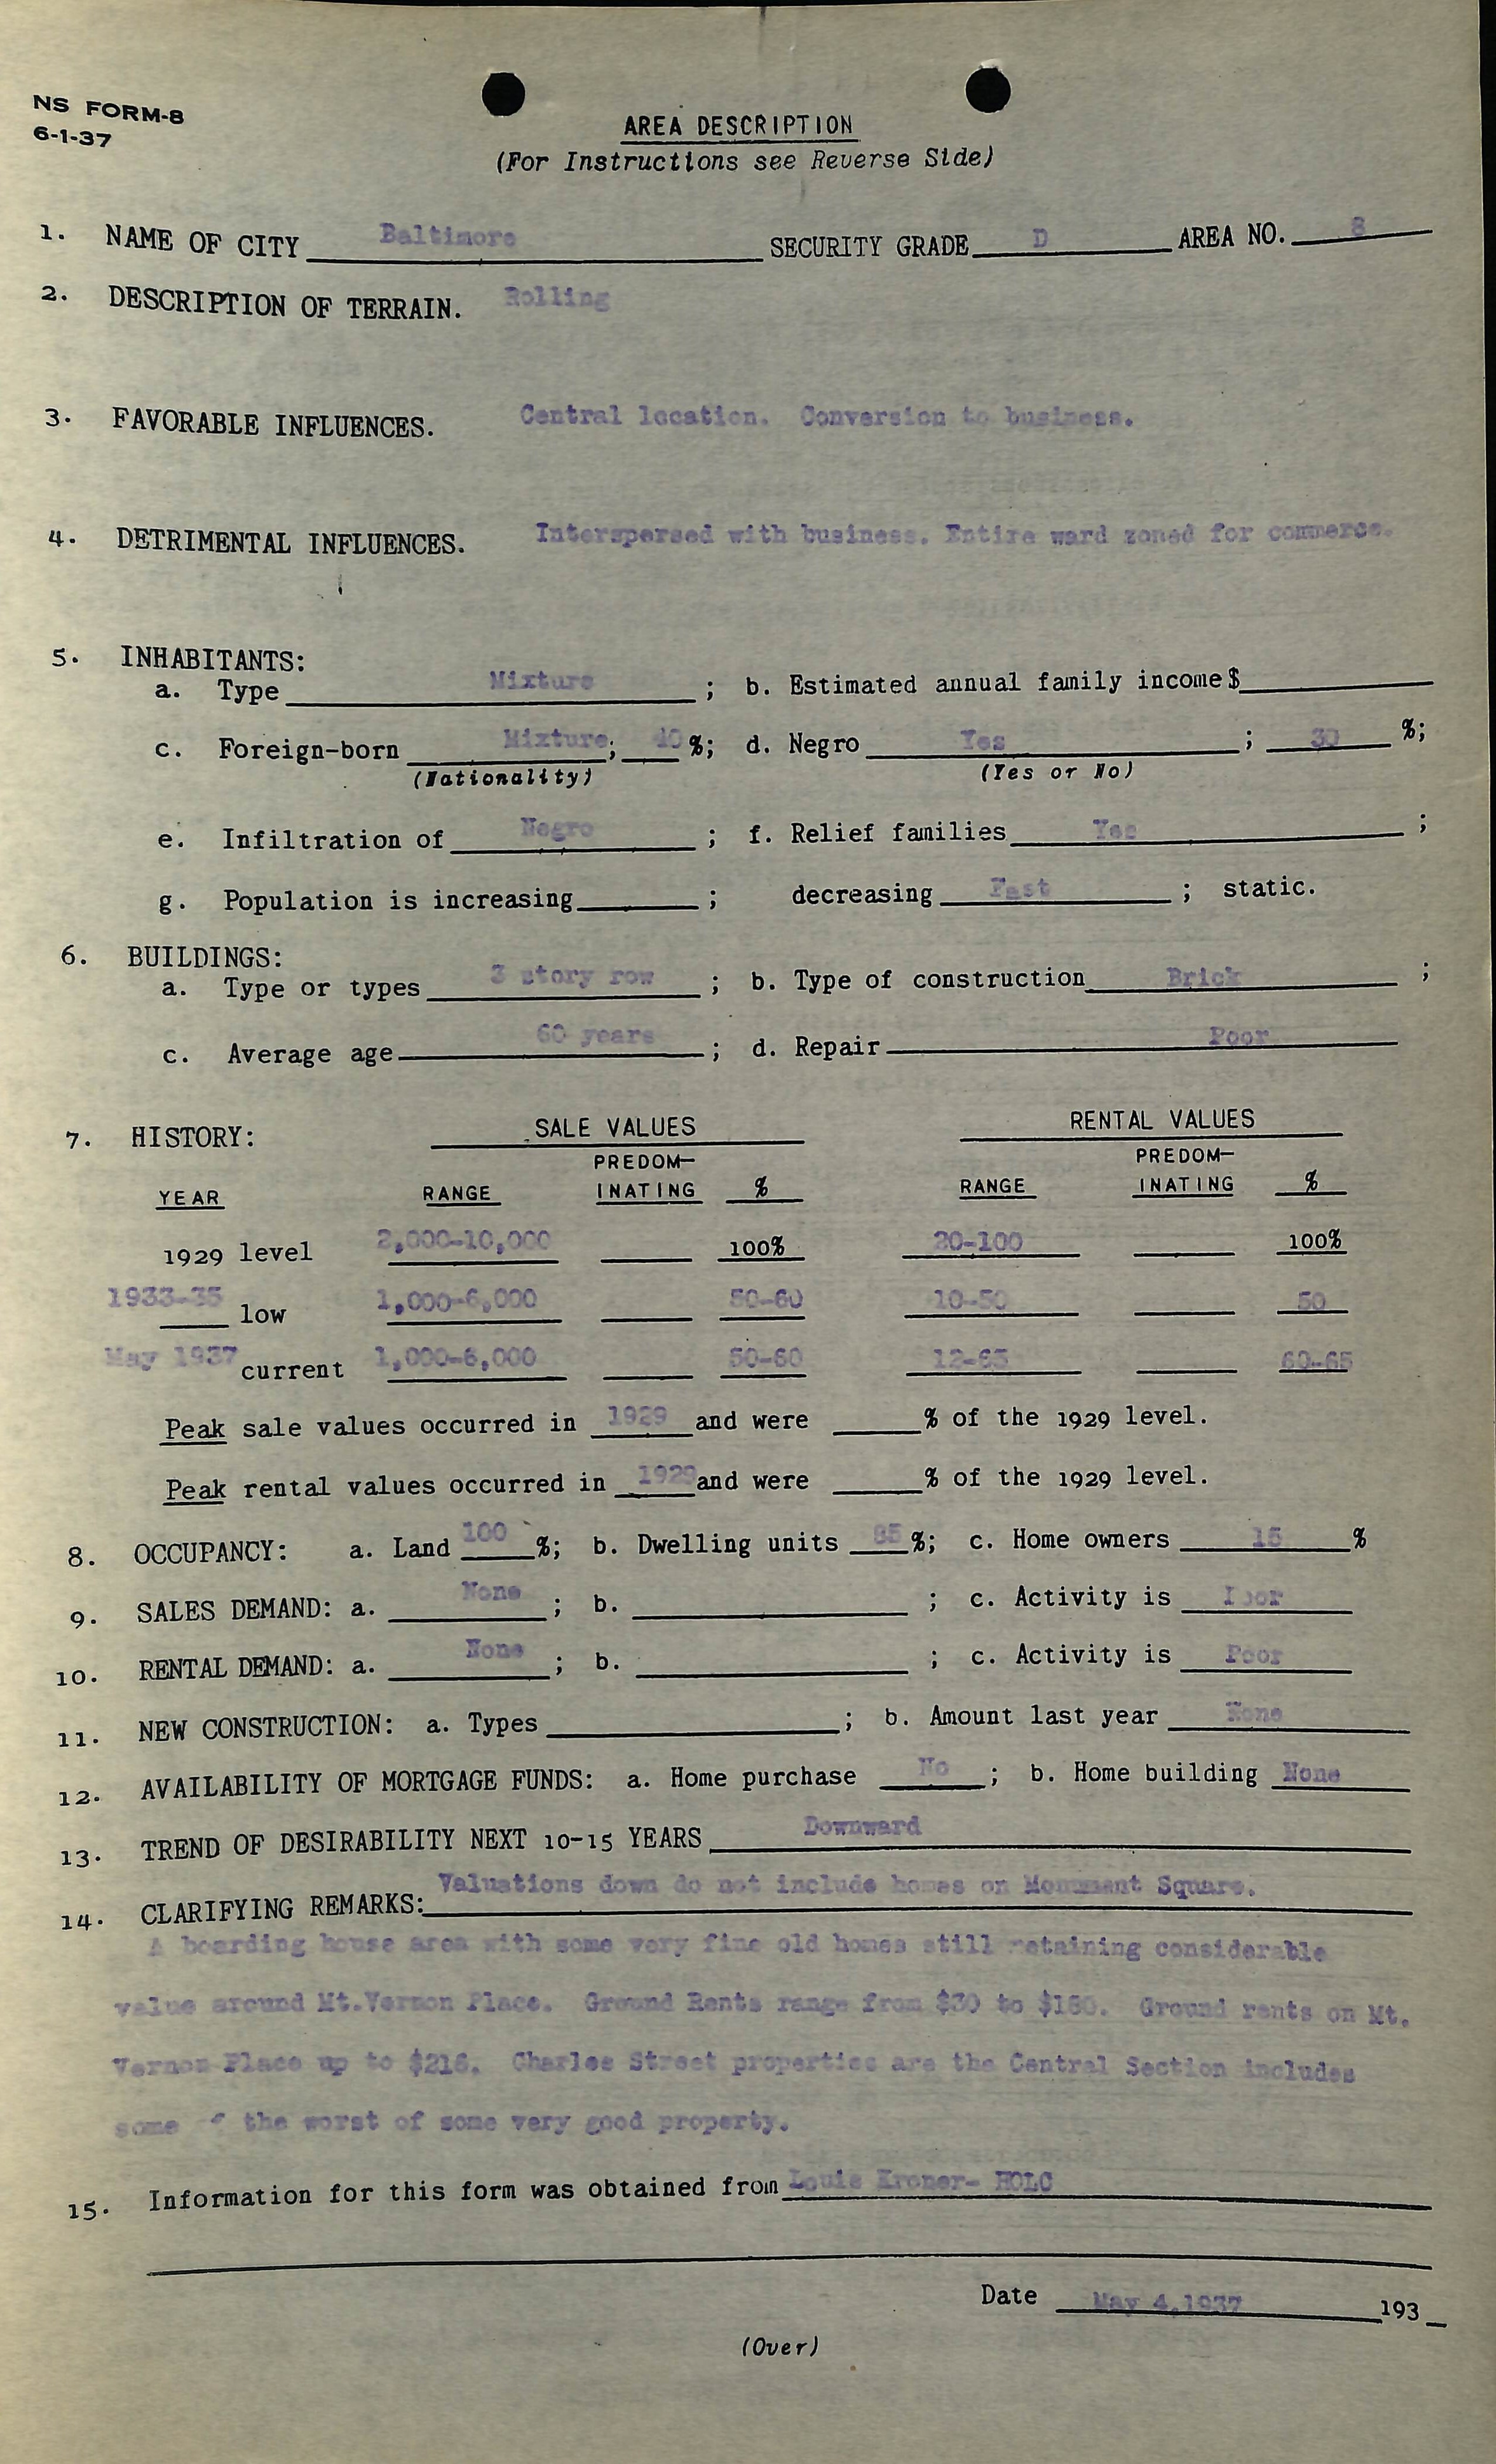 NS FORM-8
6-1-37
AREA DESCRIPTION
(For Instructions see Reverse Side)
1. NAME OF CITY Baltimore SECURITY GRADE D AREA NO. 8
2. DESCRIPTION OF TERRAIN. Rolling
3. FAVORABLE INFLUENCES. Central location. Conversion to business.
4. DETRIMENTAL INFLUENCES. Interspersed with business. Entire ward zoned for commerce.
5. INHABITANTS:
a. Type Mixture ; b. Estimated annual family income $
c. Foreign-born Mixture; 40 %; d. Negro Yes ; 30 %;
(Nationality) (Yes or No)
e. Infiltration of Negro ; f. Relief families Yes ;
g. Population is increasing ; decreasing Fast ; static.
6. BUILDINGS:
a. Type or types 3 story row ; b. Type of construction Brick ;
c. Average age 60 years ; d. Repair Poor
7. HISTORY: SALE VALUES RENTAL VALUES
PREDOM- PREDOM-
YEAR RANGE INATING % RANGE INATING %
1929 level 2,000-10,000 100% 20-100 100%
1933-35 low 1,000-6,000 50-60 10-50 50
May 1937 current 1,000-6,000 50-60 12-65 60-65
Peak sale values occurred in 1929 and were % of the 1929 level.
Peak rental values occurred in 1929 and were % of the 1929 level.
8. OCCUPANCY: a. Land 100 %; b. Dwelling units 85 %; c. Home owners 15 %
9. SALES DEMAND: a. None ; b. ; c. Activity is Poor
10. RENTAL DEMAND: a. None ; b. ; c. Activity is Poor
11. NEW CONSTRUCTION: a. Types ; b. Amount last year None
12. AVAILABILITY OF MORTGAGE FUNDS: a. Home purchase No ; b. Home building None
13. TREND OF DESIRABILITY NEXT 10-15 YEARS Downward
14. CLARIFYING REMARKS: Valuations down do not include homes on Monument Square.
A boarding house area with some very fine old homes still retaining considerable
value around Mt.Vernon Place. Ground Rents range from $30 to $180. Ground rents on Mt.
Vernon Place up to $216. Charles Street properties are the Central Section includes
some of the worst of some very good property.
15. Information for this form was obtained from Louis Kroner- HOLC
Date May 4,1937 193
(Over)